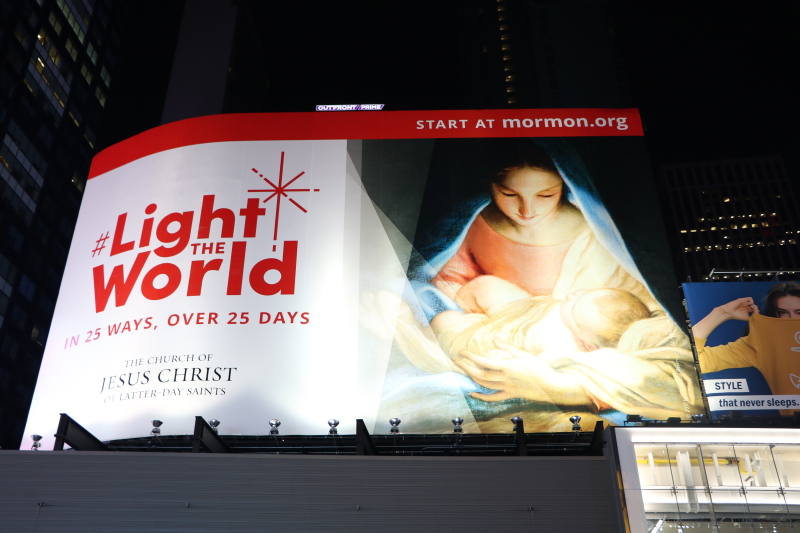 OUTFRONT PRIME
START AT mormon.org
#Light
THE
World
IN 25 WAYS, OVER 25 DAYS
THE CHURCH OF
JESUS CHRIST
OF LATTER-DAY SAINTS
STYLE
that never sleeps.